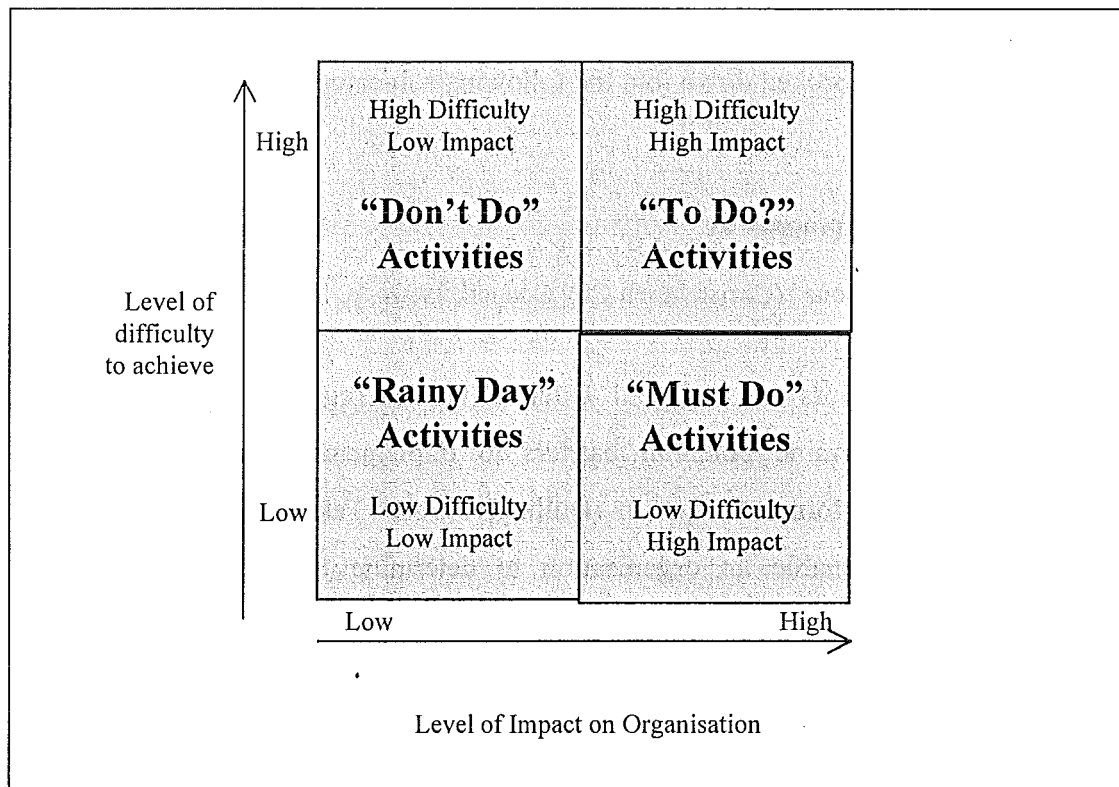 High
High Difficulty
Low Impact
“Don’t Do”
Activities
High Difficulty
High Impact
“To Do?”
Activities
Level of
difficulty
to achieve
“Rainy Day”
Activities
Low Difficulty
Low Impact
“Must Do”
Activities
Low Difficulty
High Impact
Low
Low
High
Level of Impact on Organisation